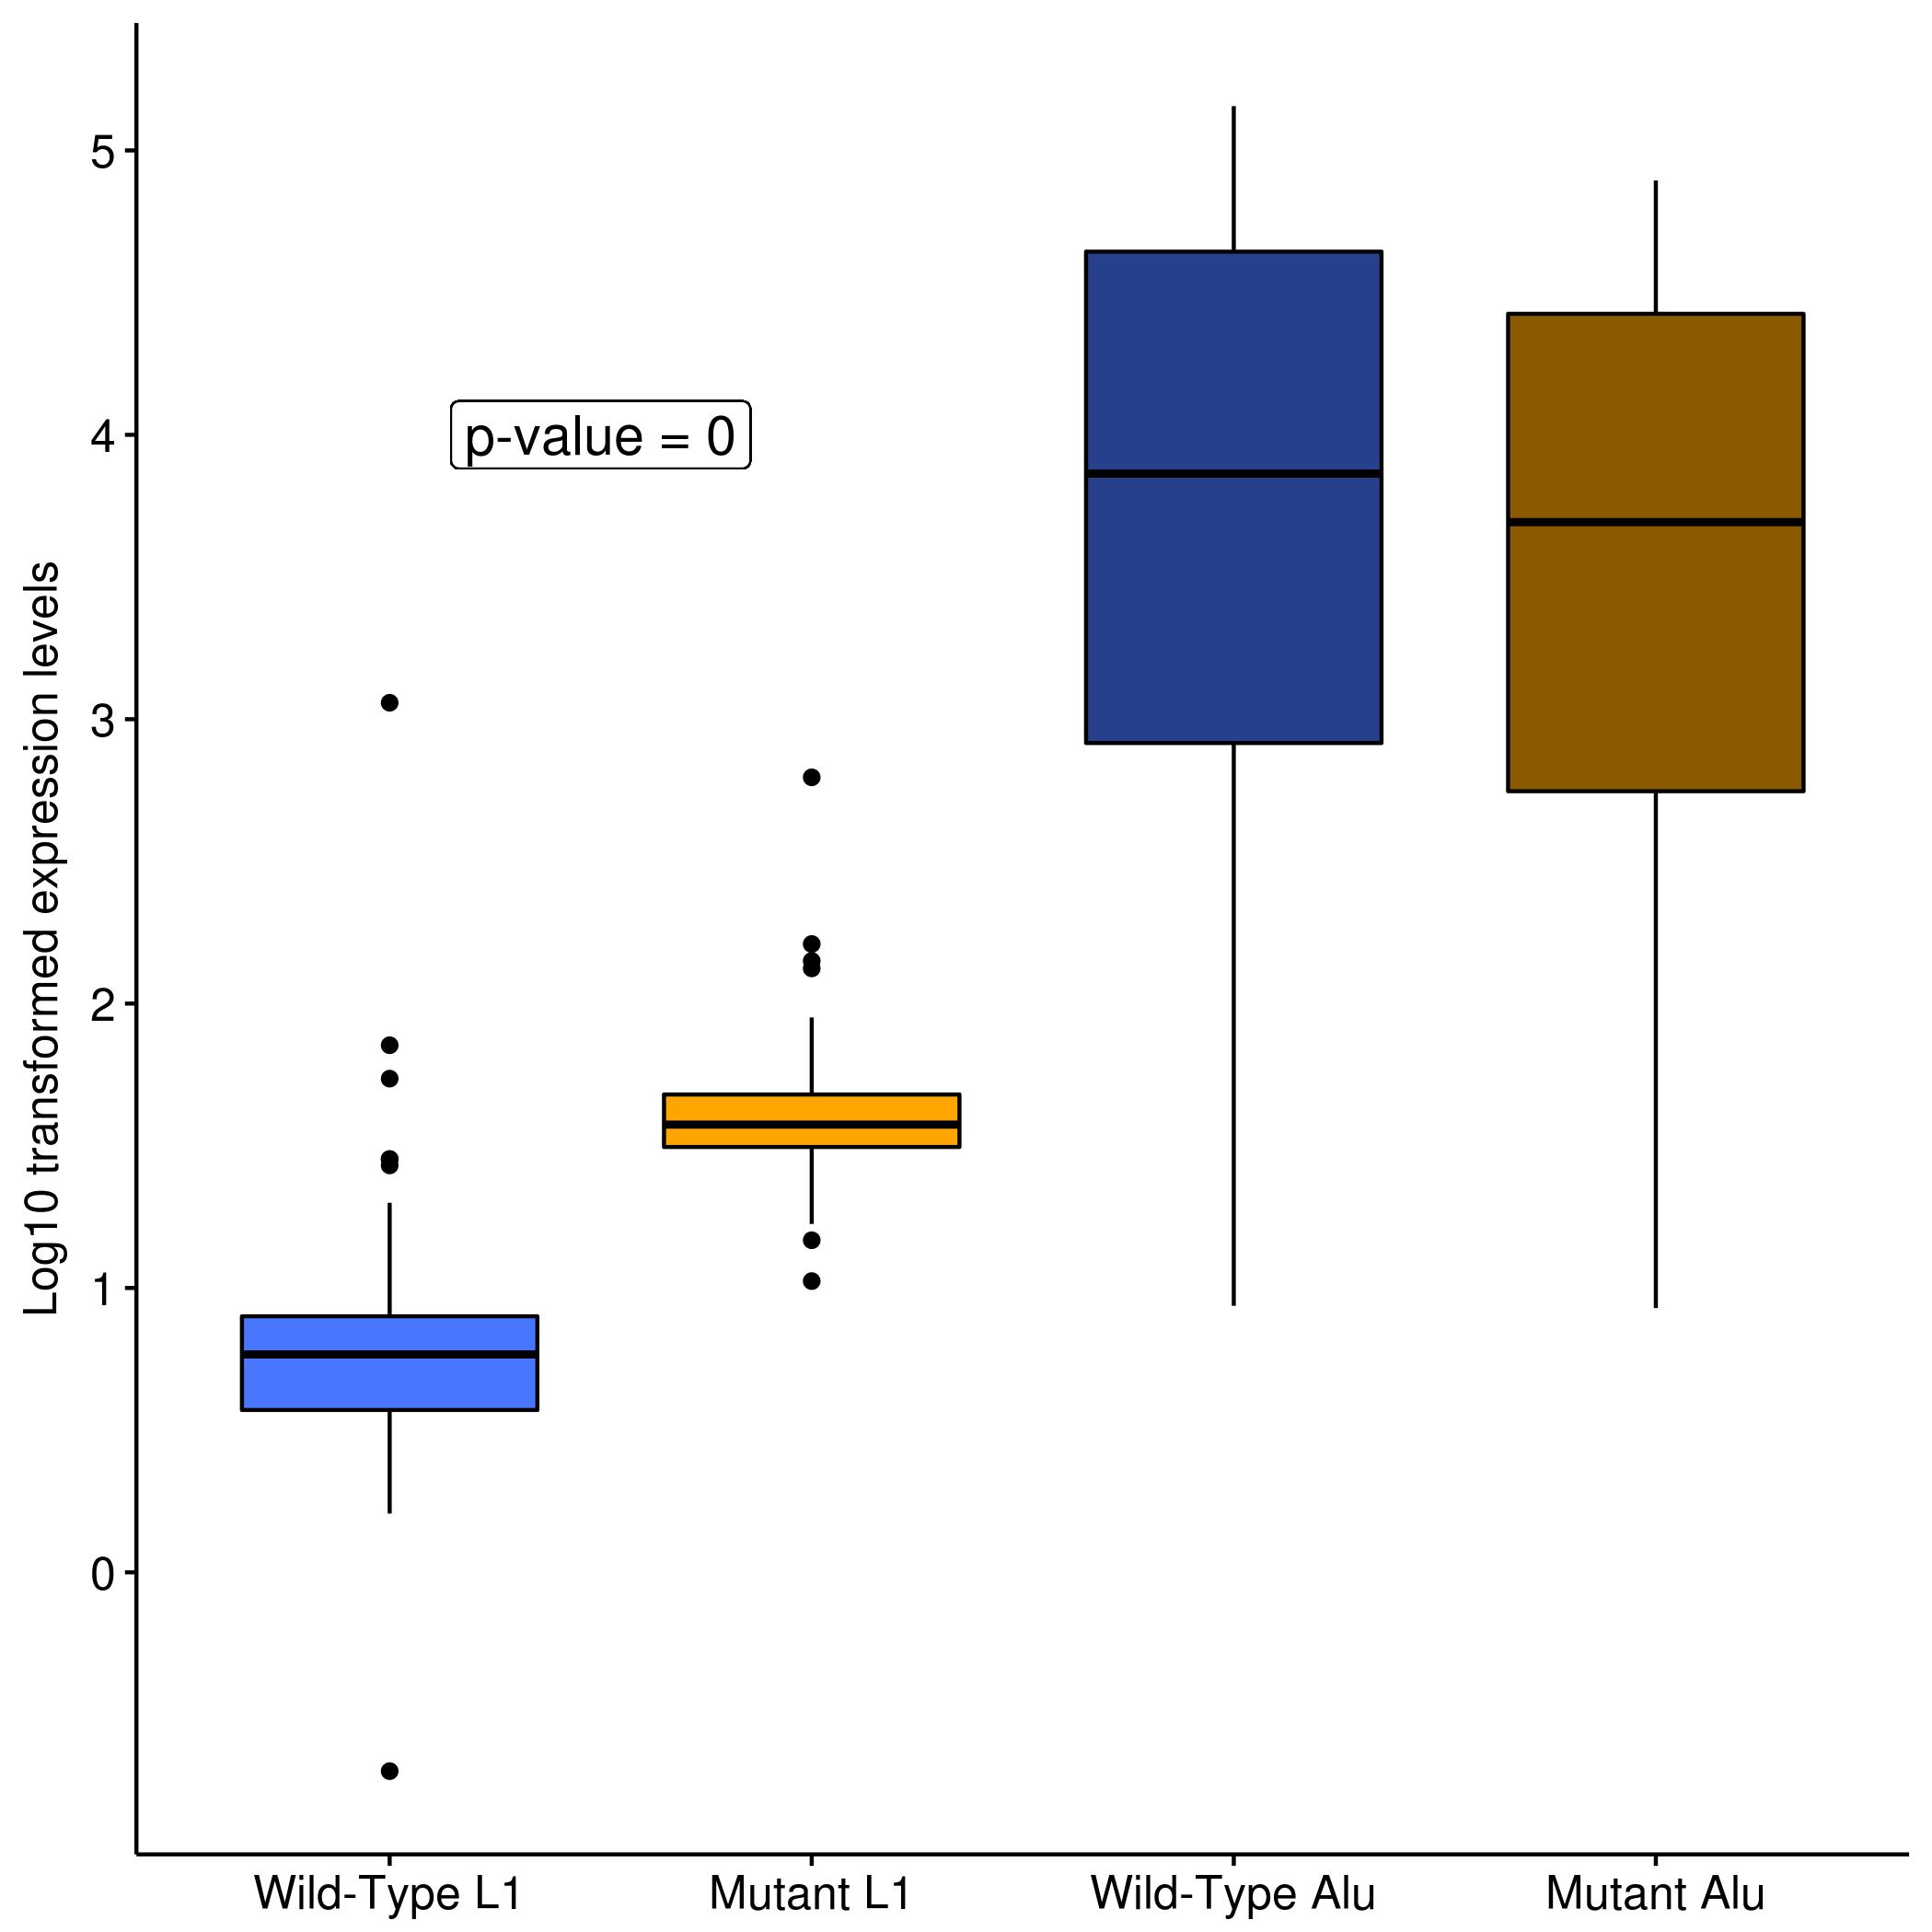 Log10 transformed expression levels
5
4
3
2
1
0
p-value = 0
Wild-Type L1
Mutant L1
Wild-Type Alu
Mutant Alu